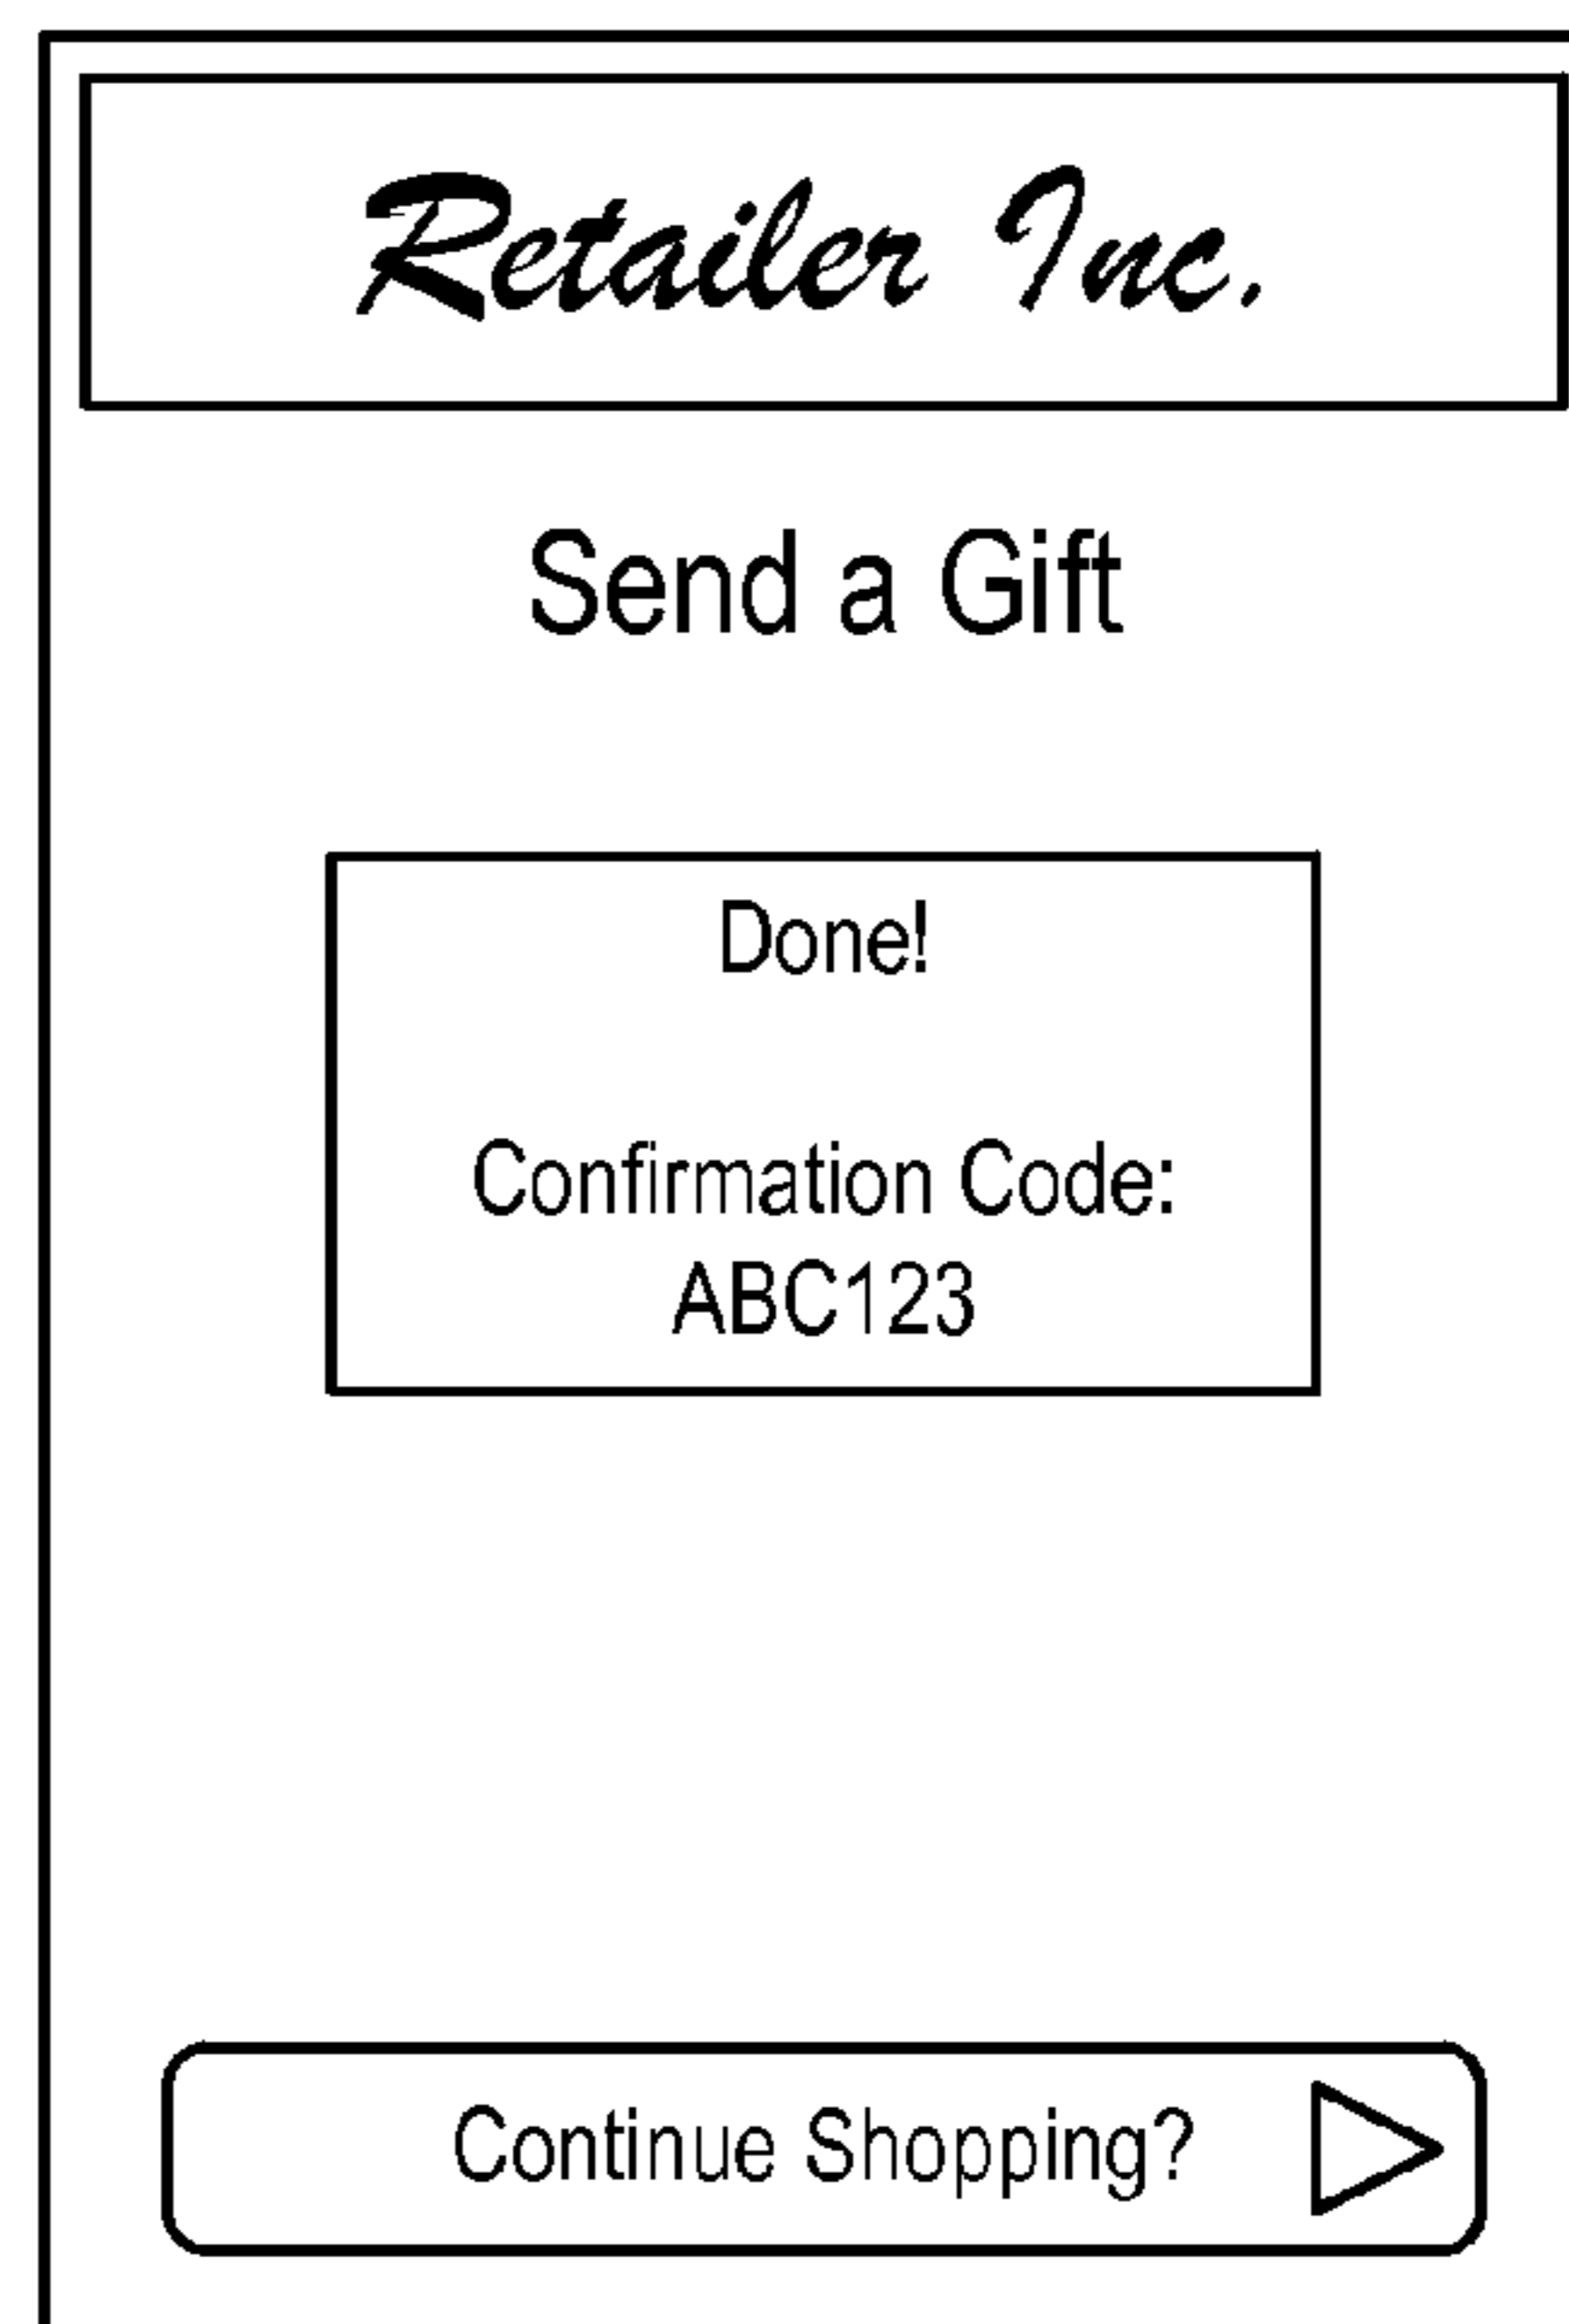 Retailer Inc.
Send a Gift
Done!
Confirmation Code:
ABC123
Continue Shopping?